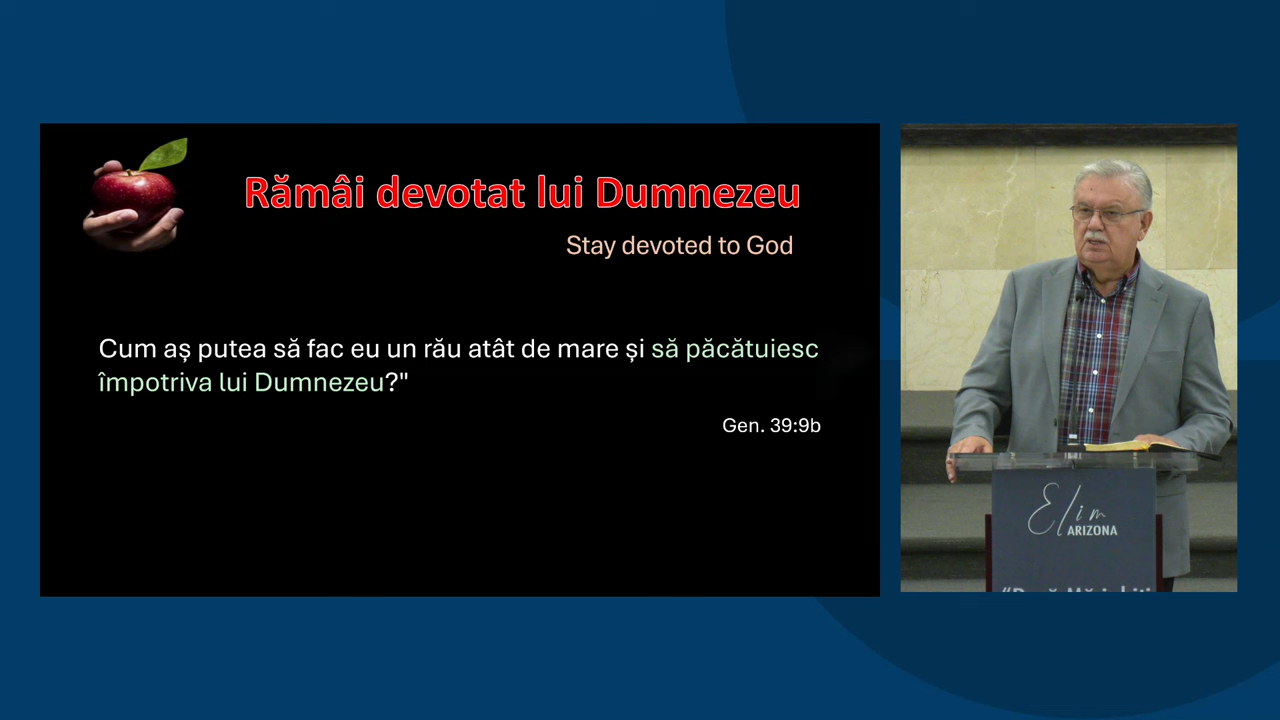 Rămâi devotat lui Dumnezeu
Stay devoted to God
Cum aș putea să fac eu un rău atât de mare și să păcătuiesc
împotriva lui Dumnezeu?"
Gen. 39:9b
Elim
ARIZONA